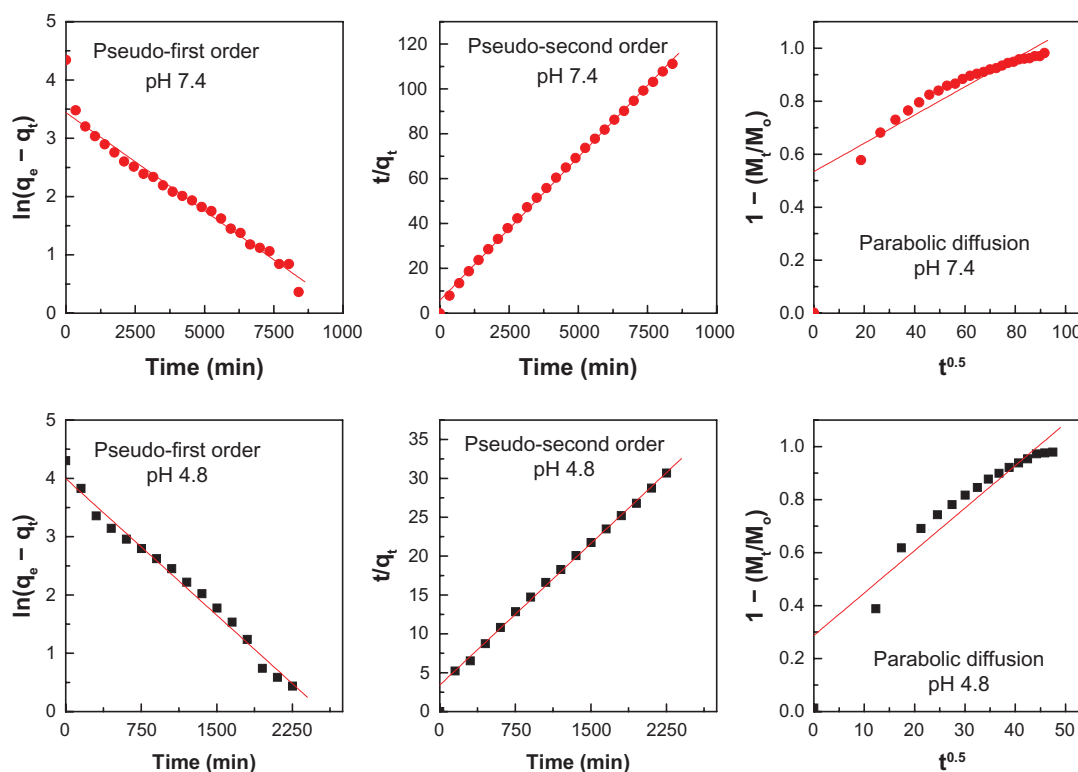 Pseudo-first order
pH 7.4
ln(qe − qt)
5
4
3
2
1
0
0 2500 5000 7500 1000
Time (min)
Pseudo-second order
pH 7.4
t/qt
120
100
80
60
40
20
0
0 2500 5000 7500 1000
Time (min)
Parabolic diffusion
pH 7.4
1 − (Mt/Mo)
1.0
0.8
0.6
0.4
0.2
0.0
0 20 40 60 80 100
t0.5
Pseudo-first order
pH 4.8
ln(qe − qt)
5
4
3
2
1
0
0 750 1500 2250
Time (min)
Pseudo-second order
pH 4.8
t/qt
35
30
25
20
15
10
5
0
0 750 1500 2250
Time (min)
Parabolic diffusion
pH 4.8
1 − (Mt/Mo)
1.0
0.8
0.6
0.4
0.2
0.0
0 10 20 30 40 50
t0.5